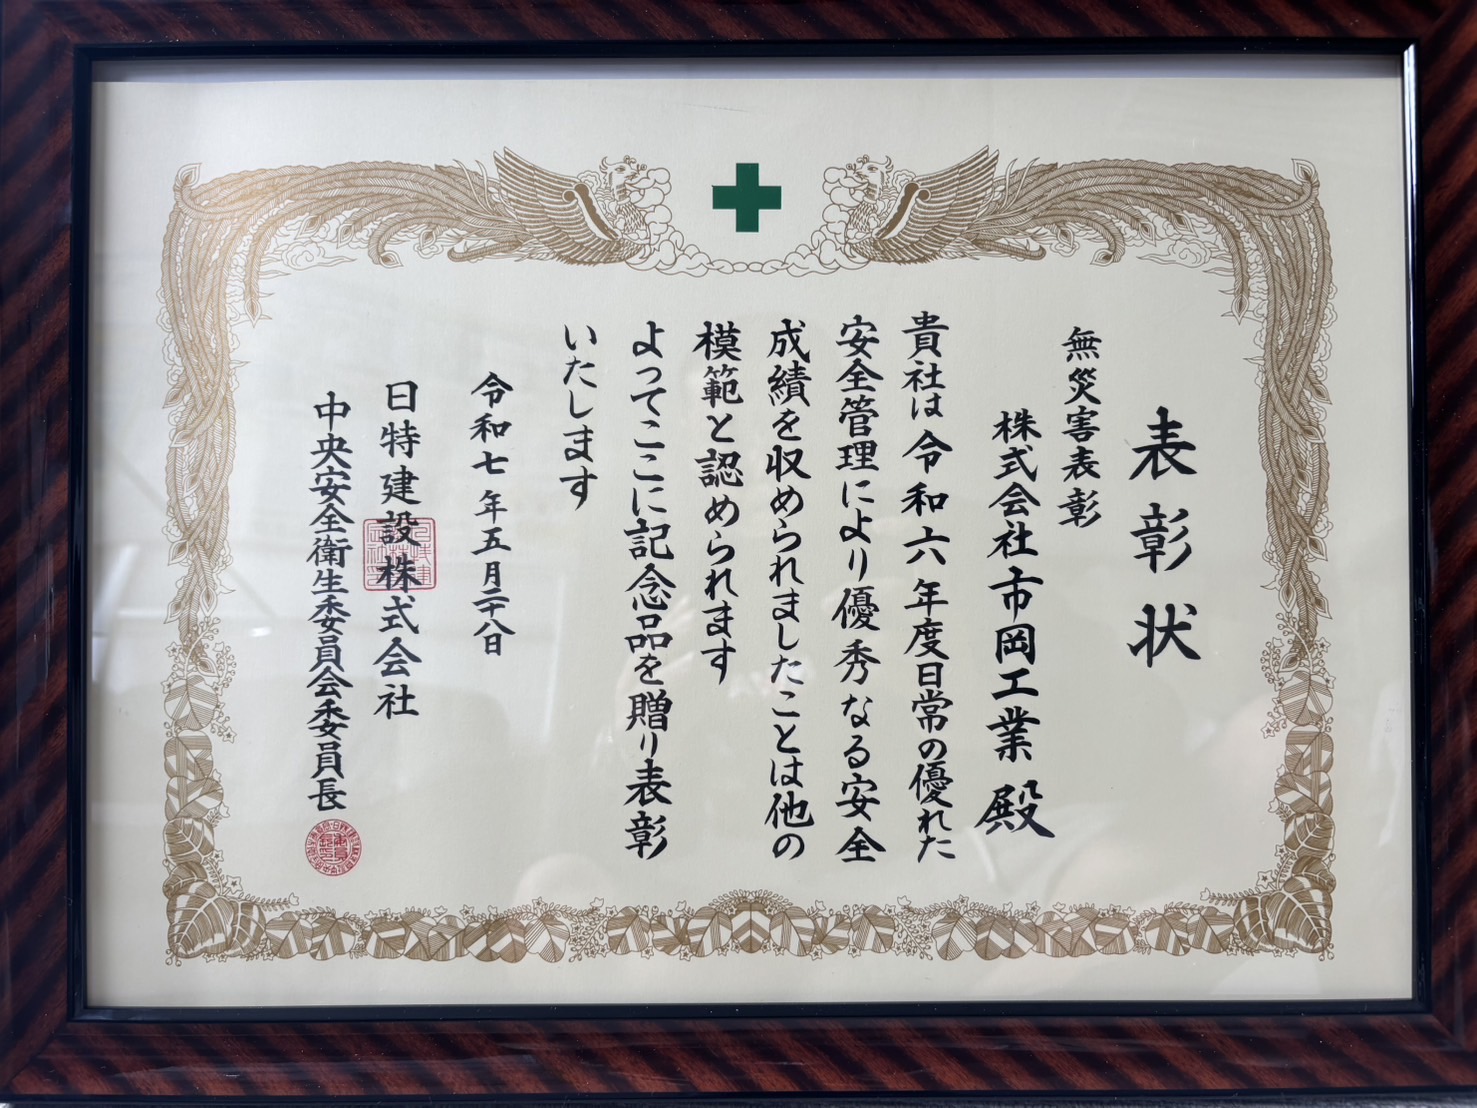 表彰状
無災害表彰
株式会社市岡工業 殿
貴社は令和六年度日常の優れた
安全管理により優秀なる安全
成績を収められましたことは他の
模範と認められます
よってここに記念品を贈り表彰
いたします
令和七年五月二十八日
日特建設株式会社
中央安全衛生委員会委員長